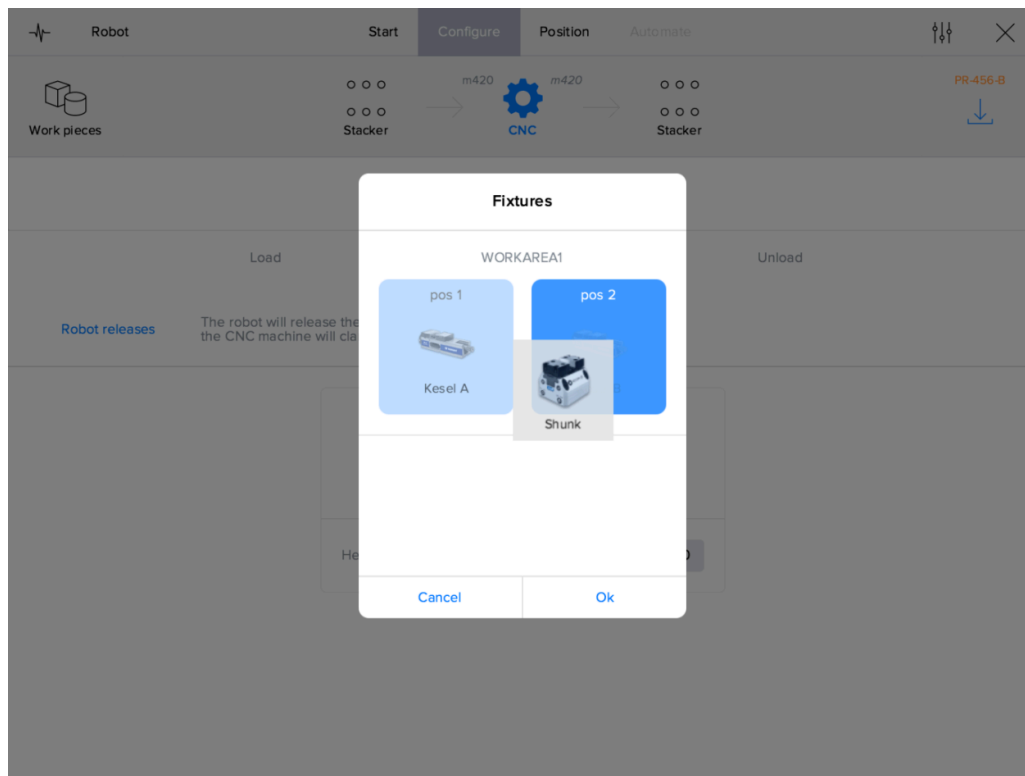 Robot
Start
Configure
Position
Automate
Work pieces
Stacker
m420
CNC
m420
Stacker
PR-456-B
Fixtures
WORKAREA1
Load
Unload
pos 1
Kesel A
pos 2
Shunk
Robot releases
The robot will release the
the CNC machine will cla
He
Cancel
Ok